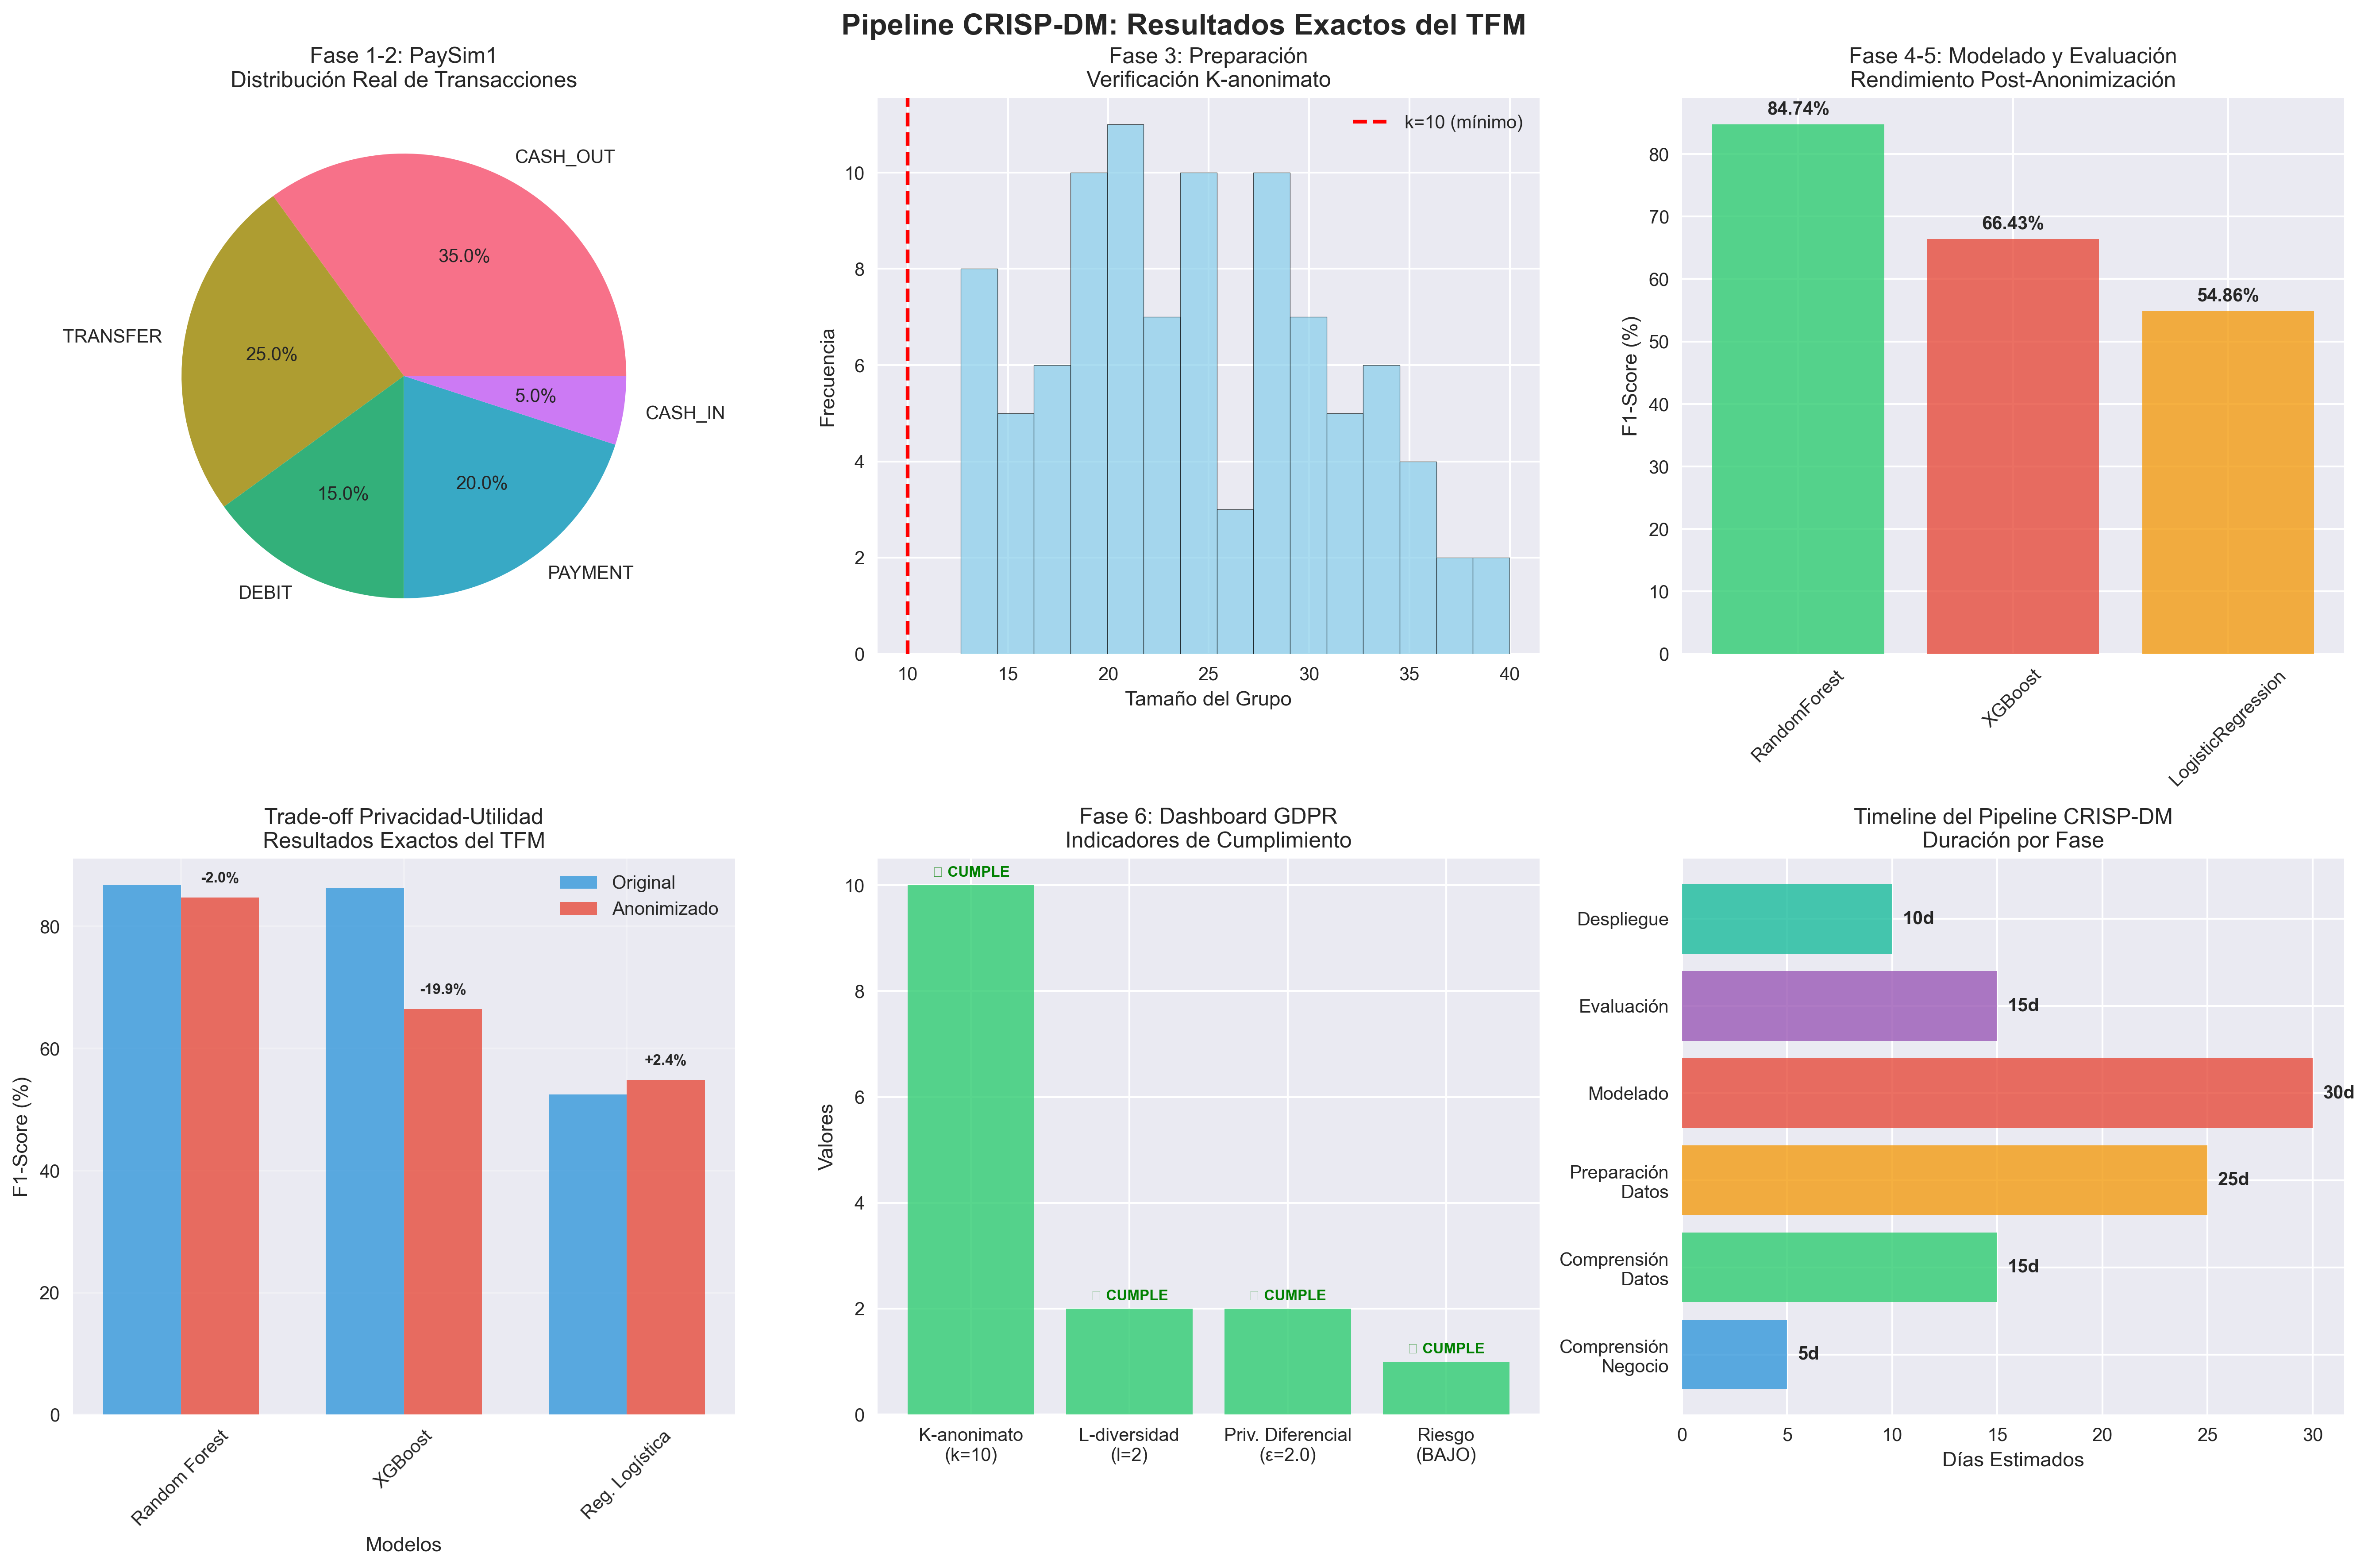 Pipeline CRISP-DM: Resultados Exactos del TFM
Fase 1-2: PaySim1
Distribución Real de Transacciones
CASH_OUT
35.0%
TRANSFER
25.0%
5.0%
CASH_IN
15.0%
20.0%
DEBIT
PAYMENT
Fase 3: Preparación
Verificación K-anonimato
k=10 (mínimo)
Frecuencia
10
8
6
4
2
0
10 15 20 25 30 35 40
Tamaño del Grupo
Fase 4-5: Modelado y Evaluación
Rendimiento Post-Anonimización
84.74%
66.43%
54.86%
F1-Score (%)
80
70
60
50
40
30
20
10
0
RandomForest
XGBoost
LogisticRegression
Trade-off Privacidad-Utilidad
Resultados Exactos del TFM
Original
Anonimizado
-2.0%
-19.9%
+2.4%
F1-Score (%)
80
60
40
20
0
Random Forest
XGBoost
Reg. Logística
Modelos
Fase 6: Dashboard GDPR
Indicadores de Cumplimiento
CUMPLE
CUMPLE
CUMPLE
CUMPLE
Valores
10
8
6
4
2
0
K-anonimato
(k=10)
L-diversidad
(l=2)
Priv. Diferencial
(ε=2.0)
Riesgo
(BAJO)
Timeline del Pipeline CRISP-DM
Duración por Fase
Despliegue
10d
Evaluación
15d
Modelado
30d
Preparación
Datos
25d
Comprensión
Datos
15d
Comprensión
Negocio
5d
0 5 10 15 20 25 30
Días Estimados